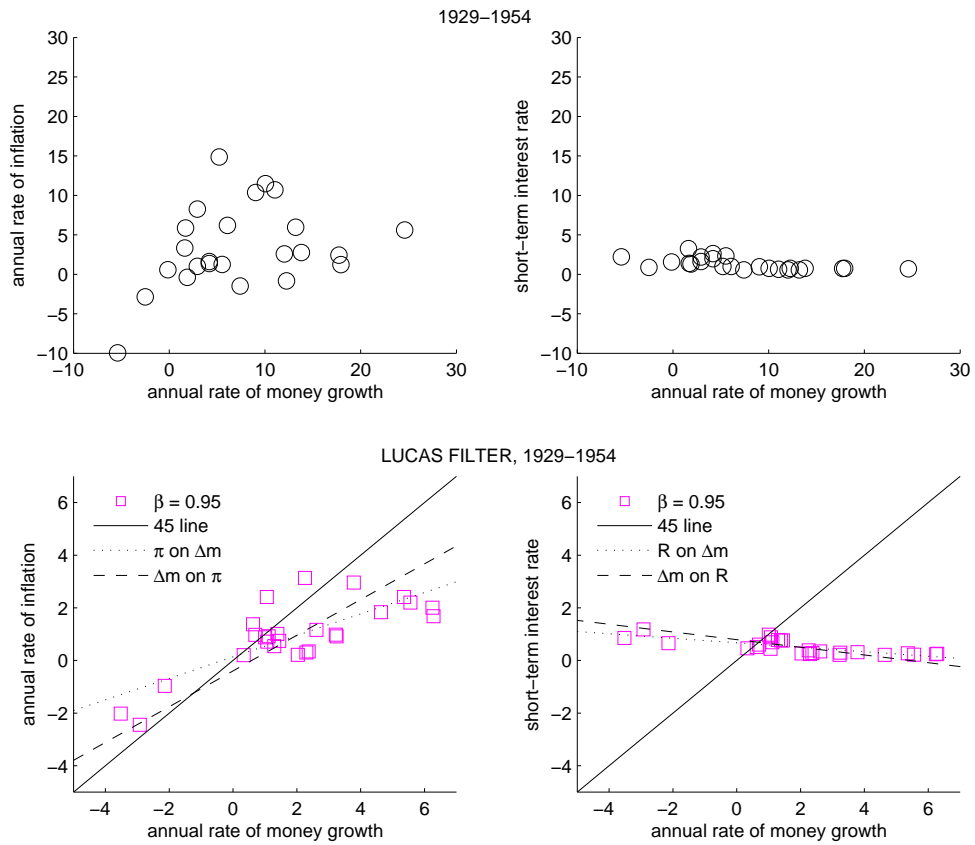 1929−1954
30
25
20
15
10
5
0
−5
−10
−10 0 10 20 30
annual rate of money growth
annual rate of inflation
30
25
20
15
10
5
0
−5
−10
−10 0 10 20 30
annual rate of money growth
short−term interest rate
LUCAS FILTER, 1929−1954
6
4
2
0
−2
−4
−4 −2 0 2 4 6
annual rate of money growth
annual rate of inflation
β = 0.95
45 line
π on Δm
Δm on π
6
4
2
0
−2
−4
−4 −2 0 2 4 6
annual rate of money growth
short−term interest rate
β = 0.95
45 line
R on Δm
Δm on R